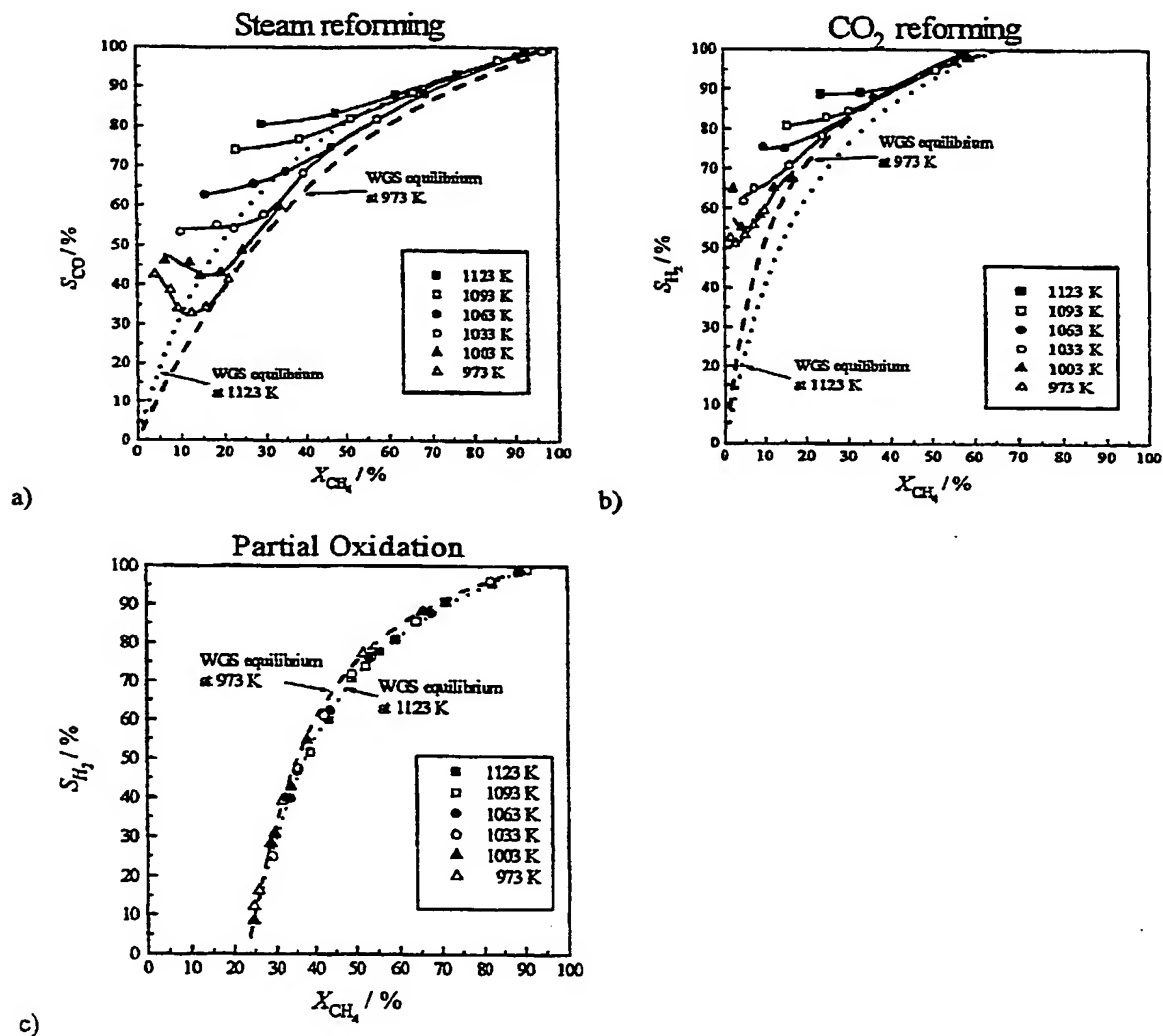 Steam reforming
a)
100
90
80
70
60
50
40
30
20
10
0
S_CO / %
WGS equilibrium
at 973 K
WGS equilibrium
at 1123 K
1123 K
1093 K
1063 K
1033 K
1003 K
973 K
0 10 20 30 40 50 60 70 80 90 100
X_CH₄ / %
a)
CO₂ reforming
b)
100
90
80
70
60
50
40
30
20
10
0
S_H₂ / %
WGS equilibrium
at 973 K
WGS equilibrium
at 1123 K
1123 K
1093 K
1063 K
1033 K
1003 K
973 K
0 10 20 30 40 50 60 70 80 90 100
X_CH₄ / %
b)
Partial Oxidation
100
90
80
70
60
50
40
30
20
10
0
S_H₂ / %
WGS equilibrium
at 973 K
WGS equilibrium
at 1123 K
1123 K
1093 K
1063 K
1033 K
1003 K
973 K
0 10 20 30 40 50 60 70 80 90 100
X_CH₄ / %
c)